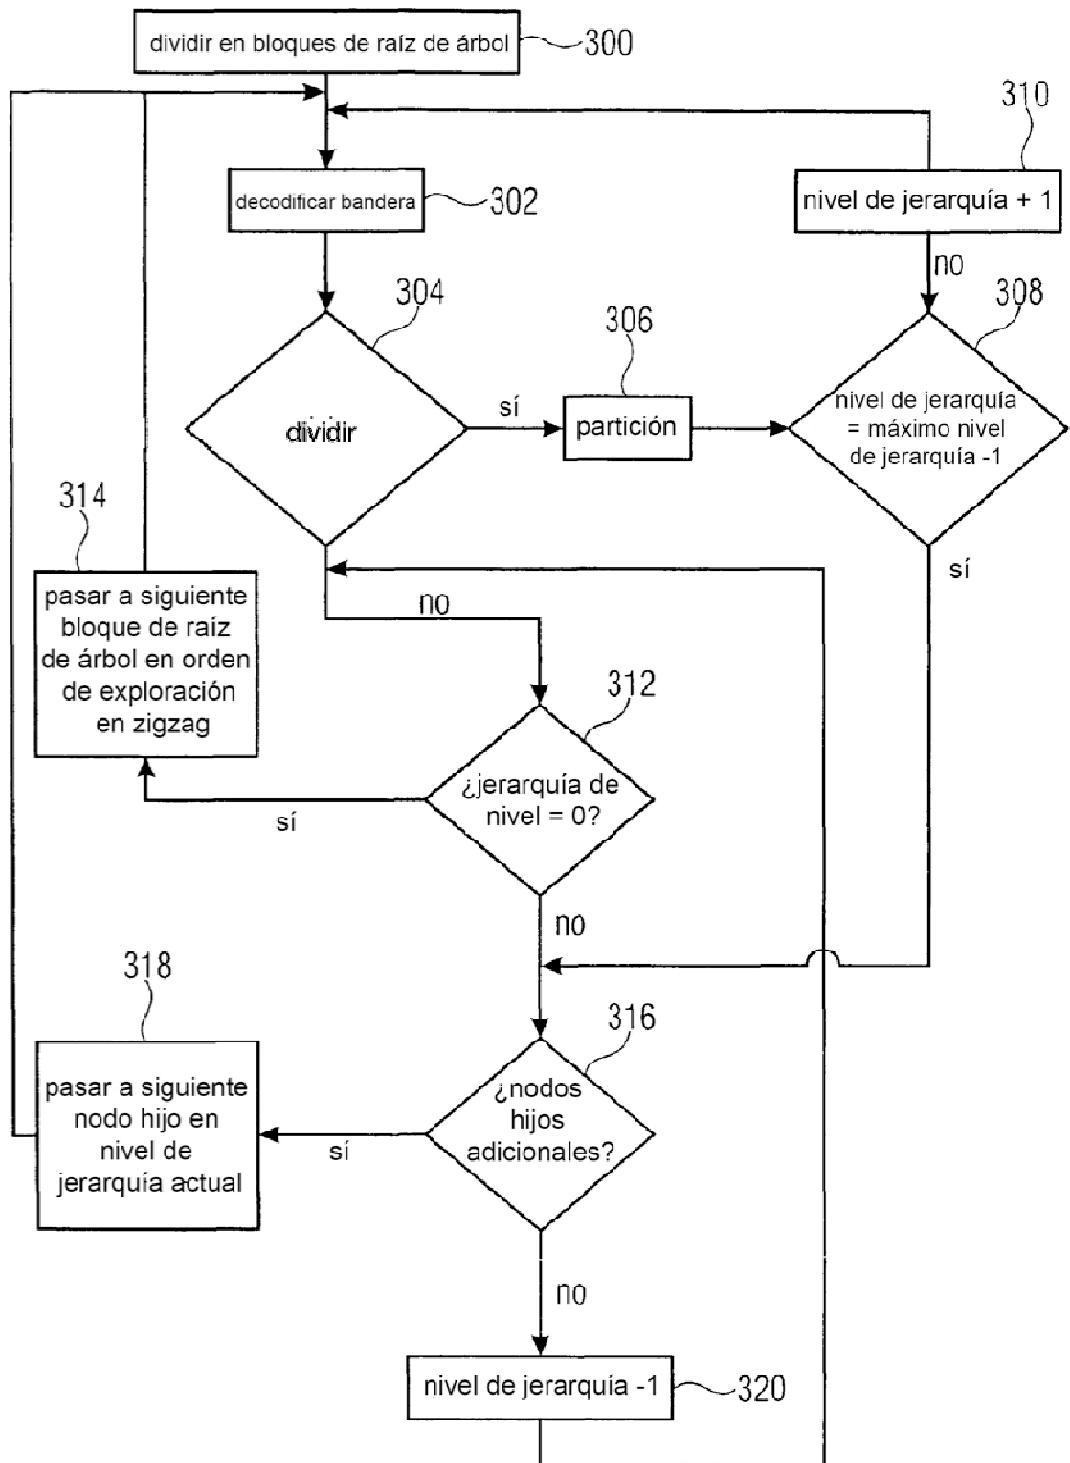 dividir en bloques de raíz de árbol
300
310
decodificar bandera
302
nivel de jerarquía + 1
no
304
306
308
dividir
sí
partición
nivel de jerarquía
= máximo nivel
de jerarquía -1
314
sí
pasar a siguiente
bloque de raíz
de árbol en orden
de exploración
en zigzag
no
312
¿jerarquía de
nivel = 0?
sí
no
318
316
pasar a siguiente
nodo hijo en
nivel de
jerarquía actual
sí
¿nodos
hijos
adicionales?
no
nivel de jerarquía -1
320